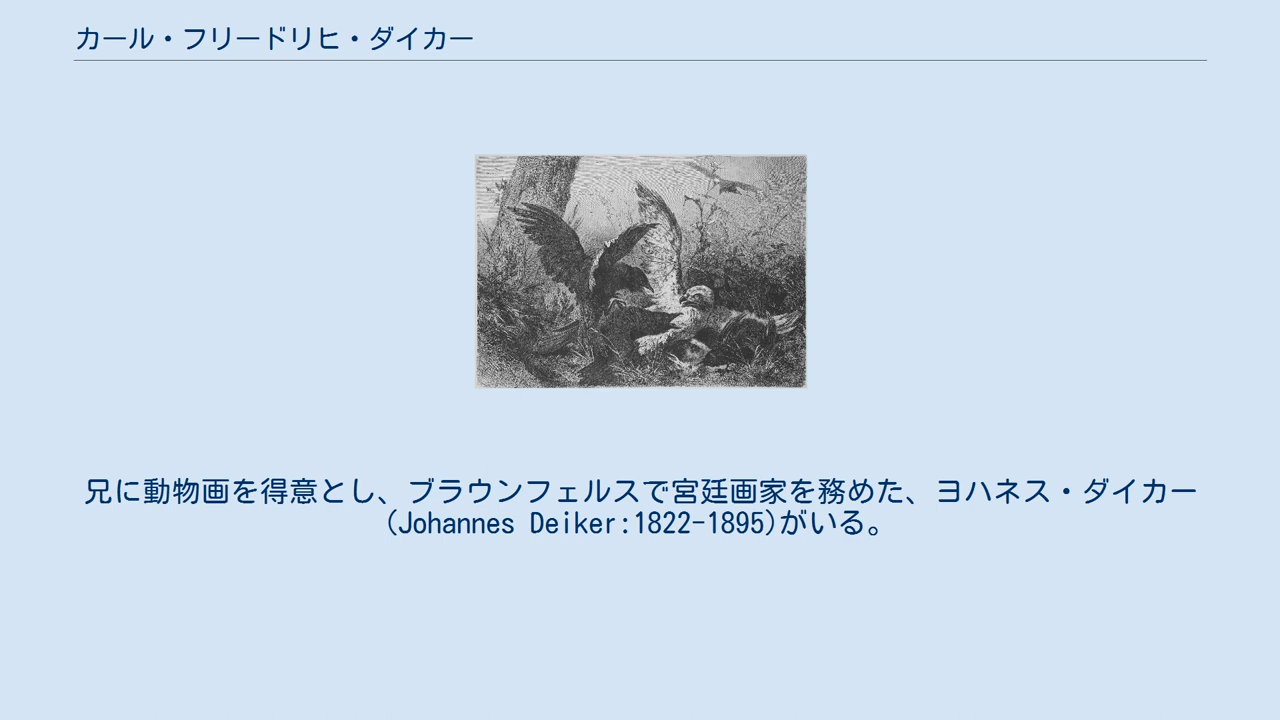 カール・フリードリヒ・ダイカー
兄に動物画を得意とし、ブラウンフェルスで宮廷画家を務めた、ヨハネス・ダイカー
(Johannes Deiker:1822-1895)がいる。